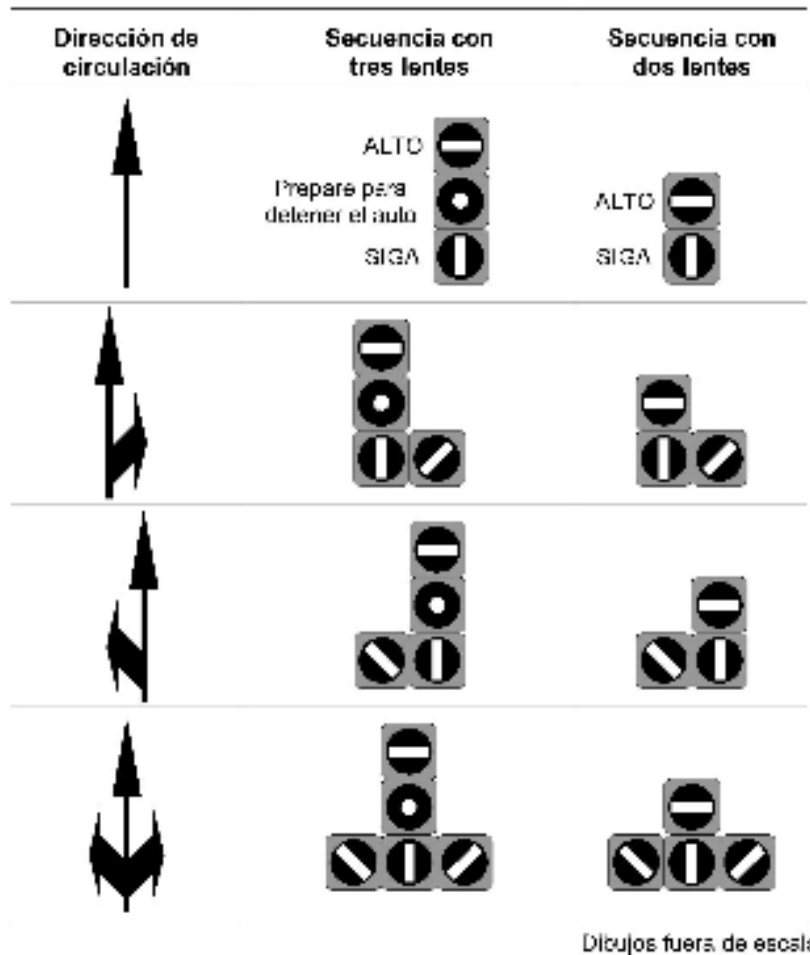 Dirección de circulación
Secuencia con tres lentes
Secuencia con dos lentes
ALTO
Prepare para
detener el auto
SIGA
ALTO
SIGA
Dibujos fuera de escala